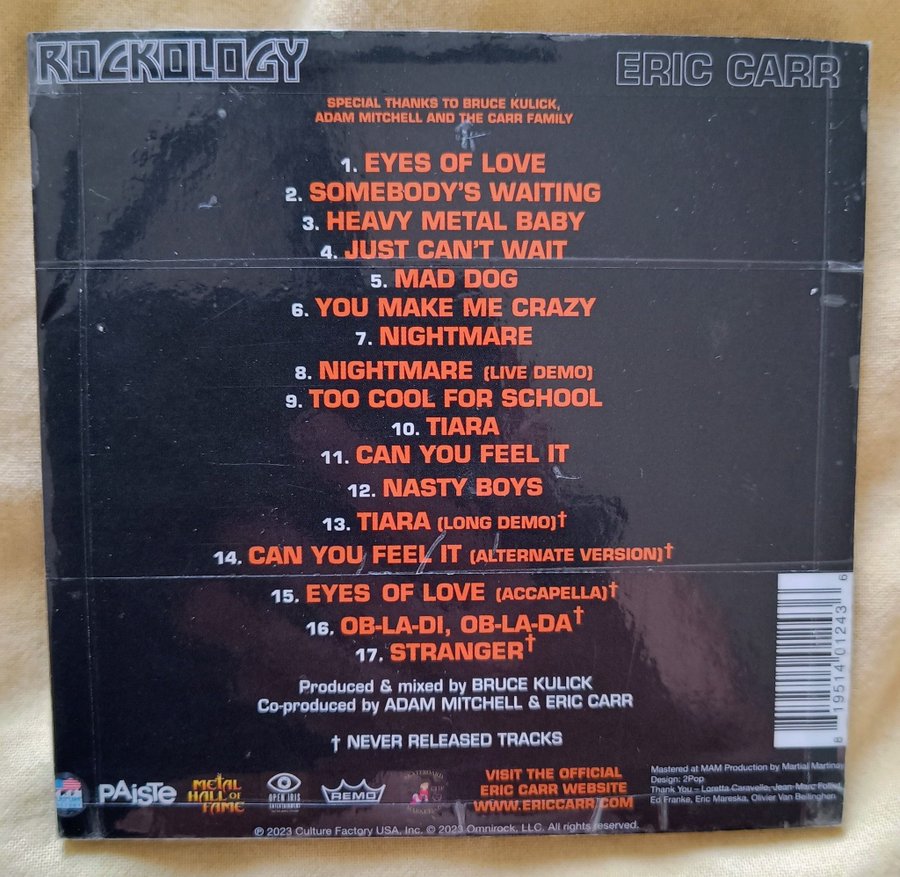 ROCKOLOGY
ERIC CARR
SPECIAL THANKS TO BRUCE KULICK,
ADAM MITCHELL AND THE CARR FAMILY
1. EYES OF LOVE
2. SOMEBODY'S WAITING
3. HEAVY METAL BABY
4. JUST CAN'T WAIT
5. MAD DOG
6. YOU MAKE ME CRAZY
7. NIGHTMARE
8. NIGHTMARE (LIVE DEMO)
9. TOO COOL FOR SCHOOL
10. TIARA
11. CAN YOU FEEL IT
12. NASTY BOYS
13. TIARA (LONG DEMO)†
14. CAN YOU FEEL IT (ALTERNATE VERSION)†
15. EYES OF LOVE (ACCAPELLA)†
16. OB-LA-DI, OB-LA-DA†
17. STRANGER†
Produced & mixed by BRUCE KULICK
Co-produced by ADAM MITCHELL & ERIC CARR
† NEVER RELEASED TRACKS
8 19514 01243 6
PAiSTe
METAL
HALL OF
FAME
OPEN IRIS
ENTERTAINMENT
REMO
SKATEBOARD
VISIT THE OFFICIAL
ERIC CARR WEBSITE
WWW.ERICCARR.COM
Mastered at MAM Production by Martial Martinay
Design: 2Pop
Thank You – Loretta Caravello, Jean-Marc
Ed Franke, Eric Mareska, Olivier Van Bellinghen
℗ 2023 Culture Factory USA, Inc. © 2023 Omnirock, LLC. All rights reserved.